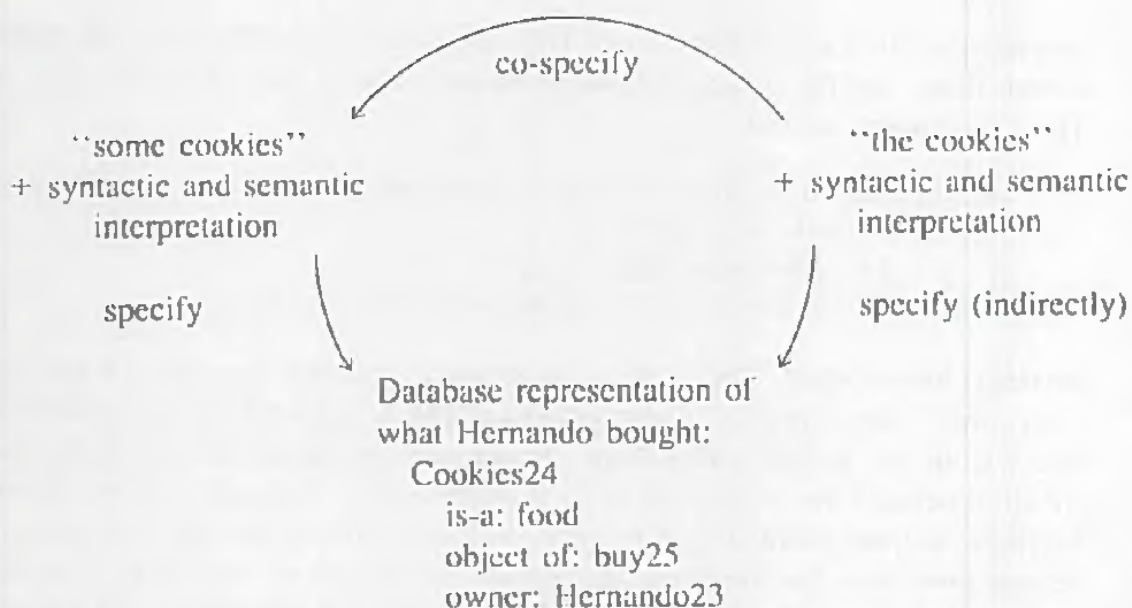 co-specify
“some cookies”
+ syntactic and semantic
interpretation
“the cookies”
+ syntactic and semantic
interpretation
specify
specify (indirectly)
Database representation of
what Hernando bought:
Cookies24
is-a: food
object of: buy25
owner: Hernando23